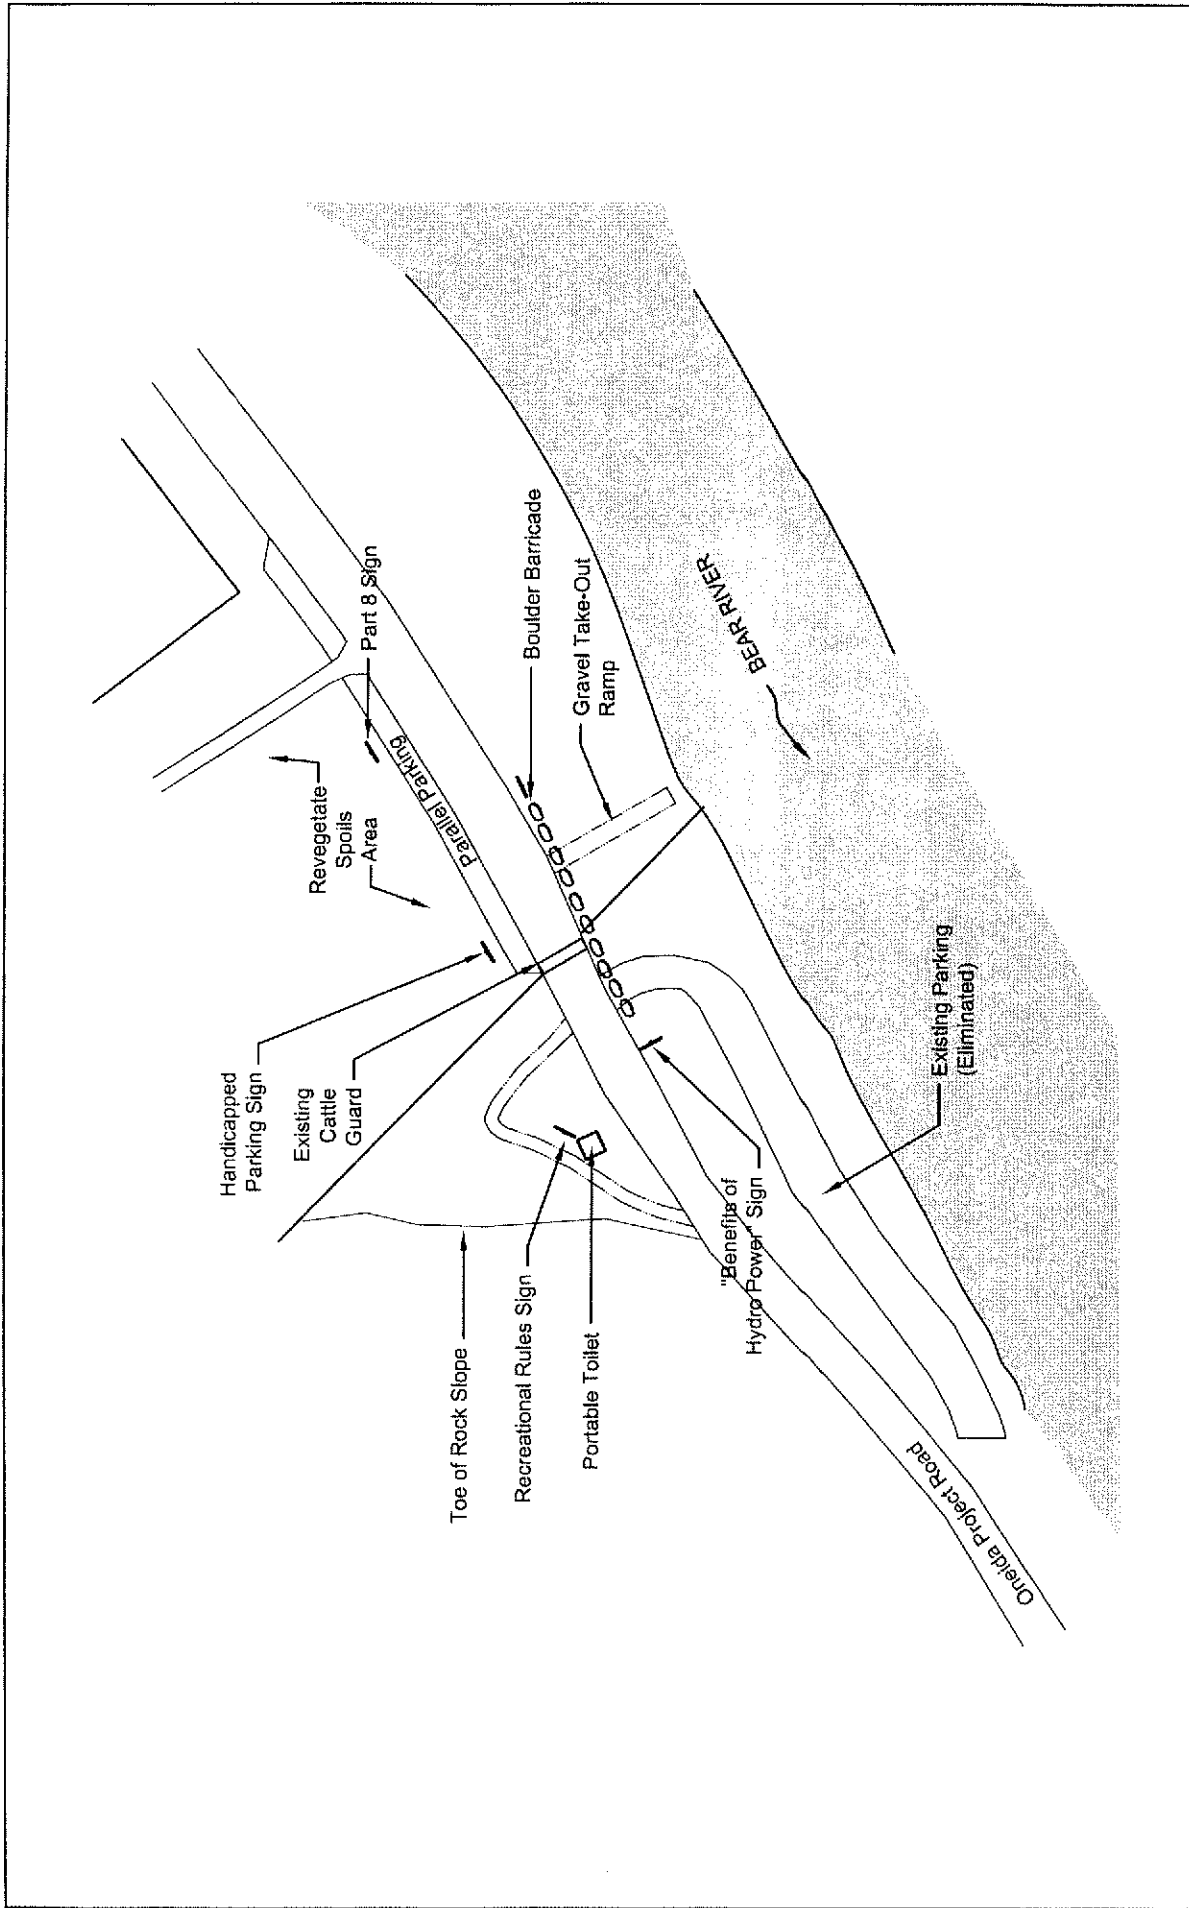 Toe of Rock Slope
Recreational Rules Sign
Portable Toilet
Handicapped
Parking Sign
Existing
Cattle
Guard
Revegetate
Spoils
Area
Part 8 Sign
Parallel Parking
Boulder Barricade
Gravel Take-Out
Ramp
BEAR RIVER
"Benefits of
Hydro Power" Sign
Existing Parking
(Eliminated)
Oneida Project Road